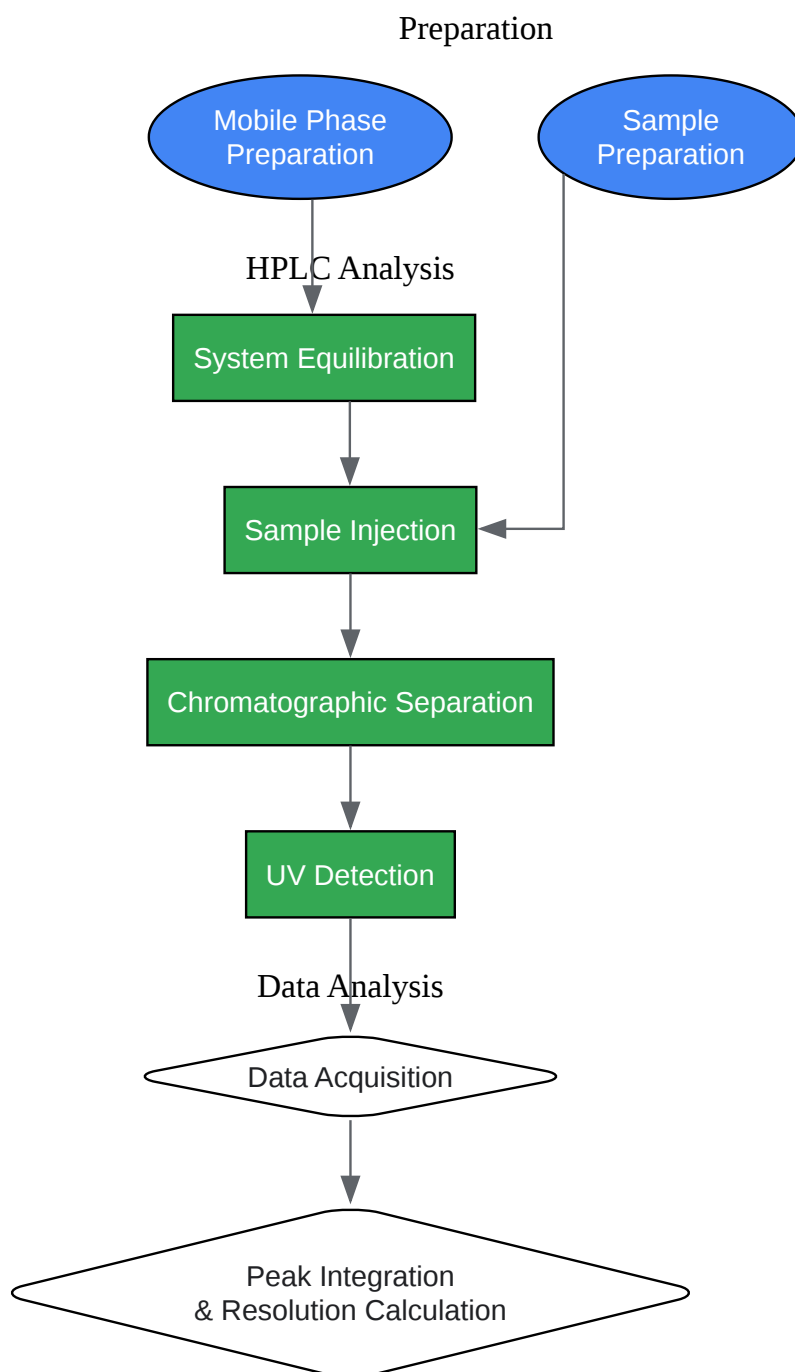 Preparation
Mobile Phase
Preparation
Sample
Preparation
HPLC Analysis
System Equilibration
Sample Injection
Chromatographic Separation
UV Detection
Data Analysis
Data Acquisition
Peak Integration
& Resolution Calculation